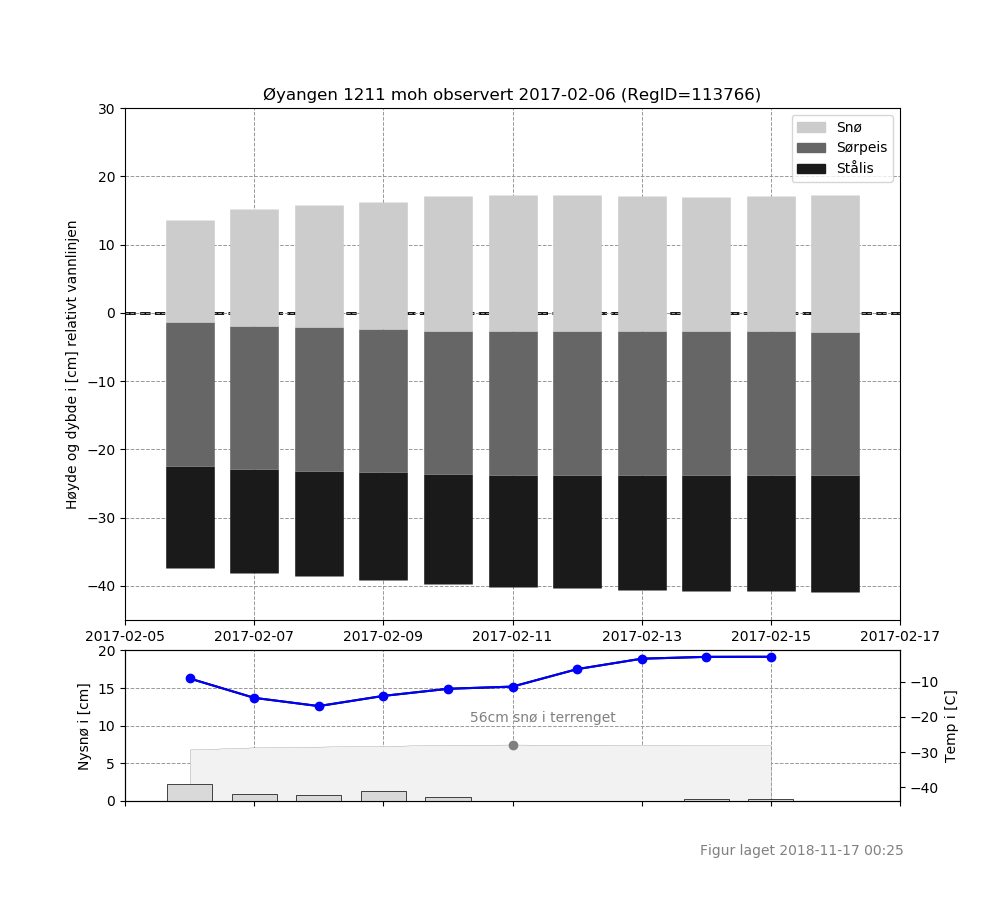 Øyangen 1211 moh observert 2017-02-06 (RegID=113766)
Høyde og dybde i [cm] relativt vannlinjen
30
20
10
0
−10
−20
−30
−40
Snø
Sørpeis
Stålis
2017-02-05 2017-02-07 2017-02-09 2017-02-11 2017-02-13 2017-02-15 2017-02-17
Nysnø i [cm]
20
15
10
5
0
56cm snø i terrenget
−10
−20
−30
−40
Temp i [C]
Figur laget 2018-11-17 00:25